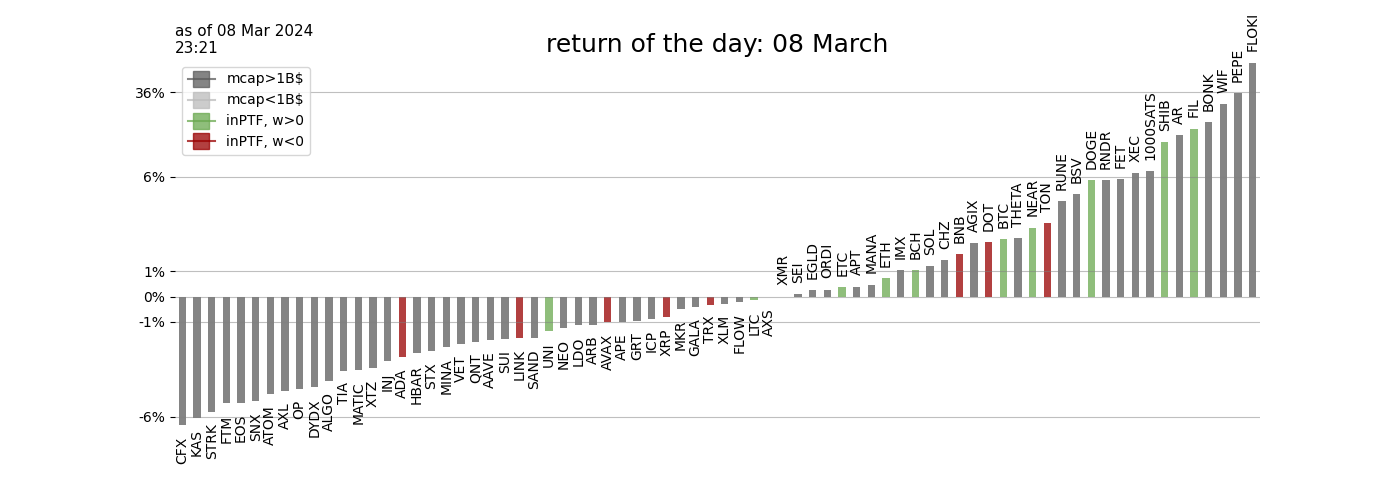 as of 08 Mar 2024
23:21
return of the day: 08 March
mcap>1B$
mcap<1B$
inPTF, w>0
inPTF, w<0
36%
6%
1%
0%
-1%
-6%
CFX
KAS
STRK
FTM
EOS
SNX
ATOM
AXL
OP
DYDX
ALGO
TIA
MATIC
XTZ
INJ
ADA
HBAR
STX
MINA
VET
QNT
AAVE
SUI
LINK
SAND
UNI
NEO
LDO
ARB
AVAX
APE
GRT
ICP
XRP
MKR
GALA
TRX
XLM
FLOW
LTC
AXS
XMR
SEI
EGLD
ORDI
ETC
APT
MANA
ETH
IMX
BCH
SOL
CHZ
BNB
AGIX
DOT
BTC
THETA
NEAR
TON
RUNE
BSV
DOGE
RNDR
FET
XEC
1000SATS
SHIB
AR
FIL
BONK
WIF
PEPE
FLOKI